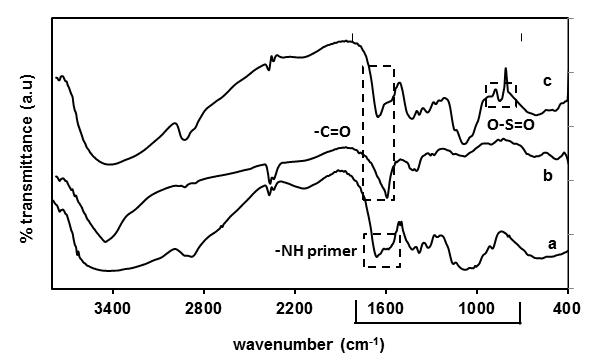 % transmittance (a.u)
c
O-S=O
-C=O
b
-NH primer
a
3400 2800 2200 1600 1000 400
wavenumber (cm⁻¹)